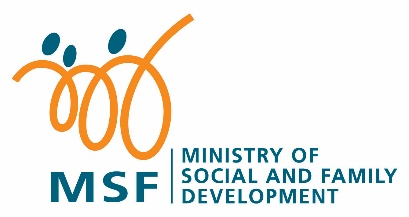 MSF
MINISTRY OF
SOCIAL AND FAMILY
DEVELOPMENT